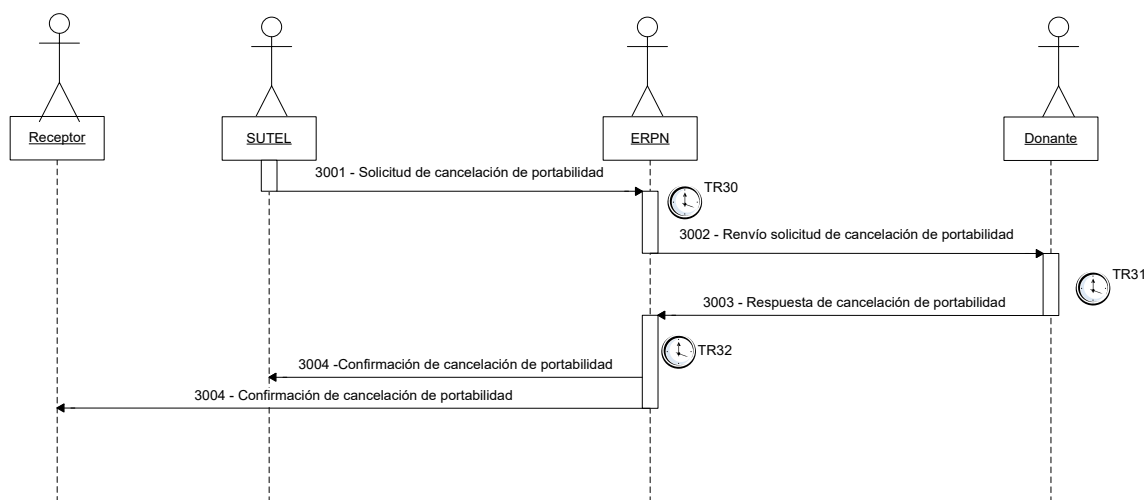 Receptor
SUTEL
ERPN
Donante
3001 - Solicitud de cancelación de portabilidad
TR30
3002 - Renvío solicitud de cancelación de portabilidad
TR31
3003 - Respuesta de cancelación de portabilidad
TR32
3004 -Confirmación de cancelación de portabilidad
3004 - Confirmación de cancelación de portabilidad